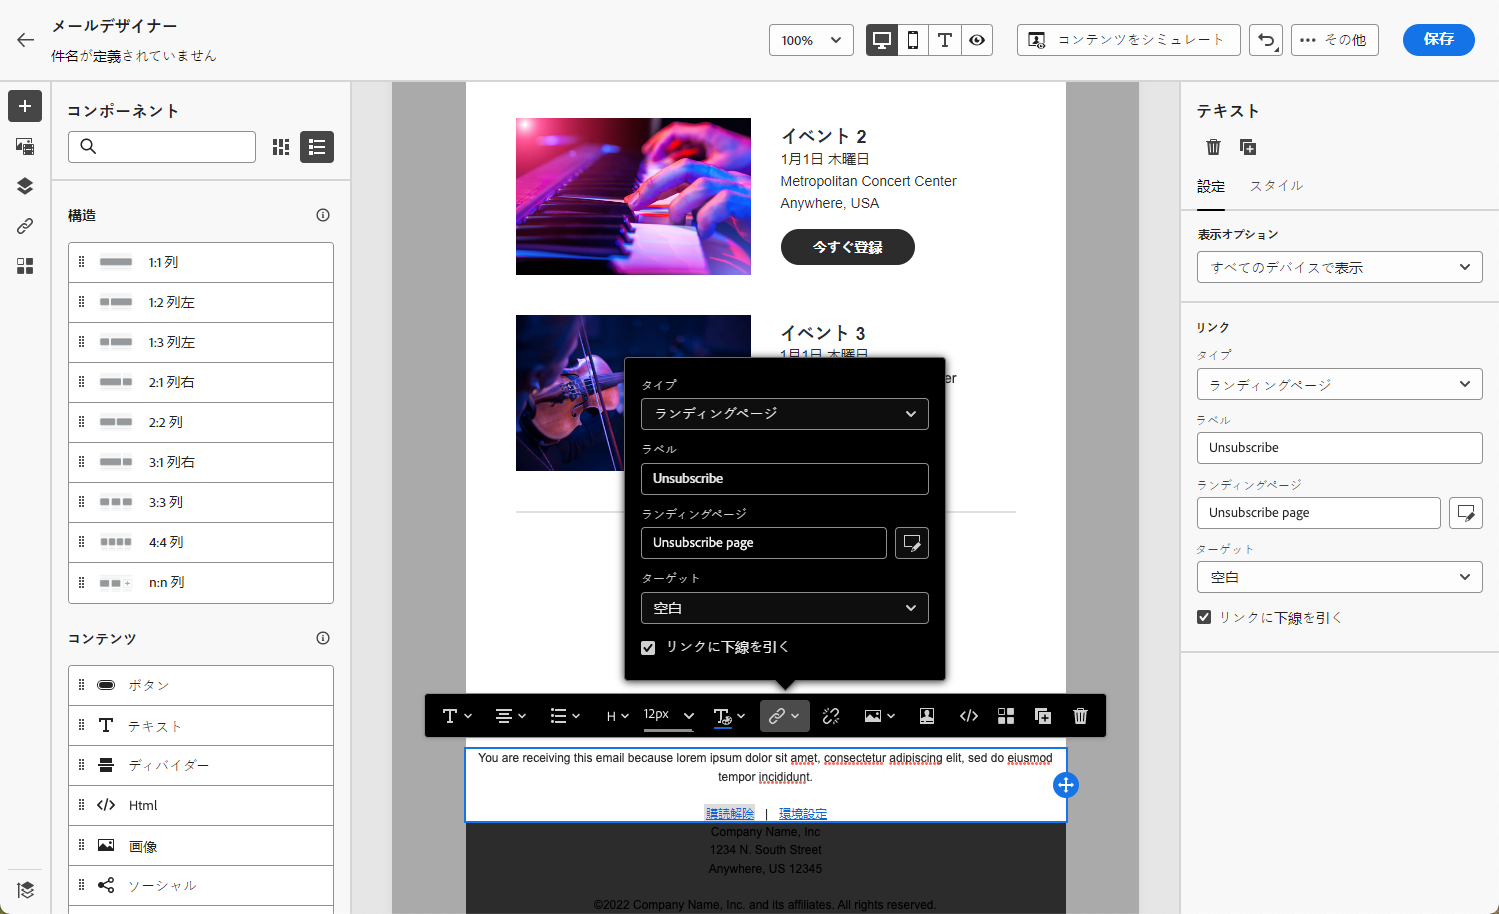 メールデザイナー
件名が定義されていません
100%
コンテンツをシミュレート
その他
保存
コンポーネント
構造
1:1 列
1:2 列左
1:3 列左
2:1 列右
2:2 列
3:1 列右
3:3 列
4:4 列
n:n 列
コンテンツ
ボタン
テキスト
ディバイダー
Html
画像
ソーシャル
イベント 2
1月1日 木曜日
Metropolitan Concert Center
Anywhere, USA
今すぐ登録
イベント 3
1月1日 木曜日
er
タイプ
ランディングページ
ラベル
Unsubscribe
ランディングページ
Unsubscribe page
ターゲット
空白
リンクに下線を引く
H
12px
You are receiving this email because lorem ipsum dolor sit amet, consectetur adipiscing elit, sed do eiusmod
tempor incididunt.
購読解除 | 環境設定
Company Name, Inc
1234 N. South Street
Anywhere, US 12345
©2022 Company Name, Inc. and its affiliates. All rights reserved.
テキスト
設定 スタイル
表示オプション
すべてのデバイスで表示
リンク
タイプ
ランディングページ
ラベル
Unsubscribe
ランディングページ
Unsubscribe page
ターゲット
空白
リンクに下線を引く